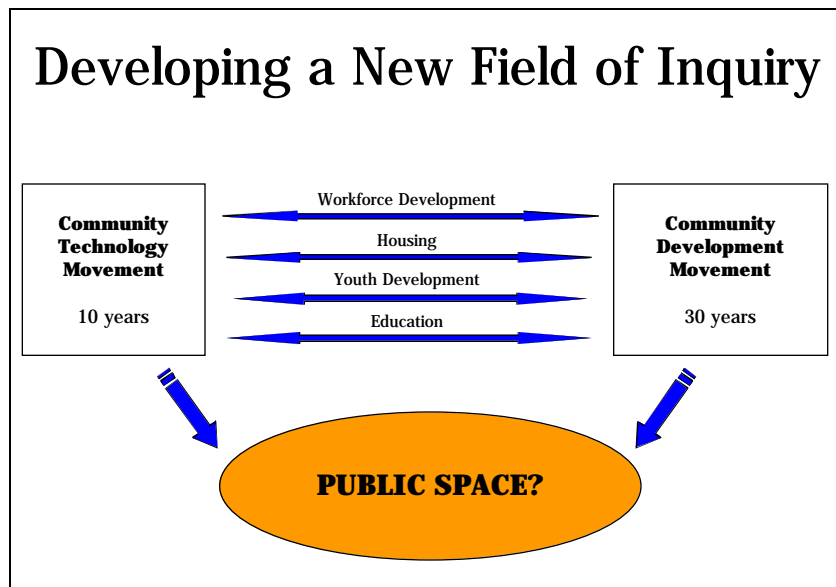 Developing a New Field of Inquiry
Community
Technology
Movement
10 years
Workforce Development
Housing
Youth Development
Education
Community
Development
Movement
30 years
PUBLIC SPACE?